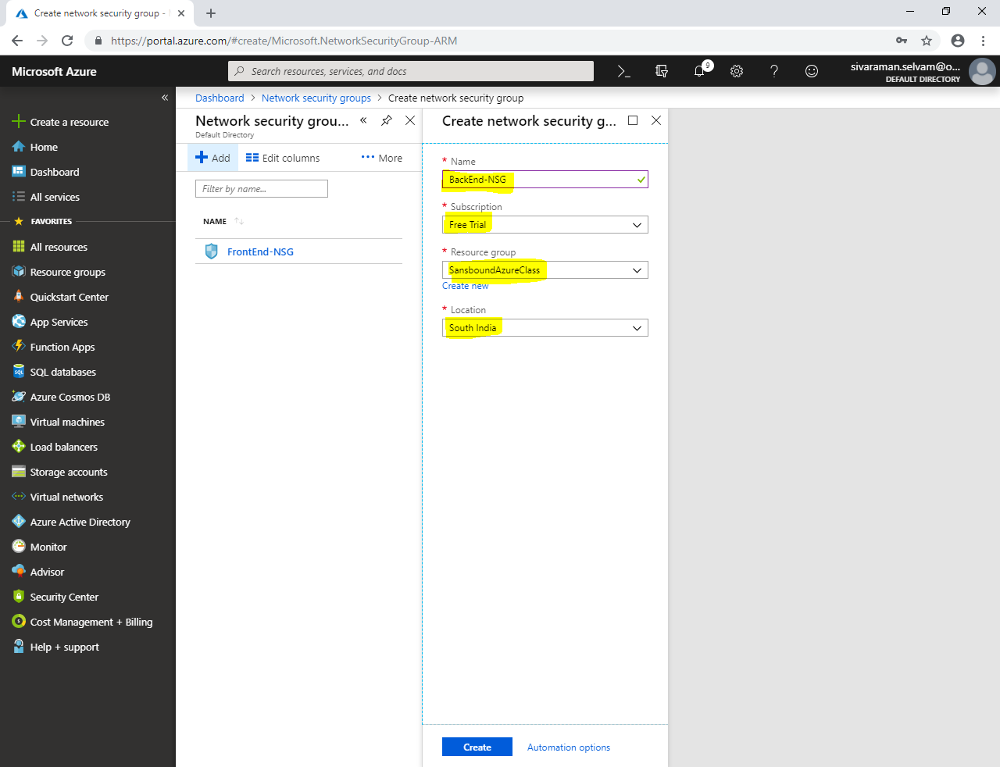 Create network security group -
https://portal.azure.com/#create/Microsoft.NetworkSecurityGroup-ARM
Microsoft Azure
Search resources, services, and docs
9
sivaraman.selvam@o...
DEFAULT DIRECTORY
Create a resource
Home
Dashboard
All services
FAVORITES
All resources
Resource groups
Quickstart Center
App Services
Function Apps
SQL databases
Azure Cosmos DB
Virtual machines
Load balancers
Storage accounts
Virtual networks
Azure Active Directory
Monitor
Advisor
Security Center
Cost Management + Billing
Help + support
Dashboard > Network security groups > Create network security group
Network security grou...
Default Directory
Add
Edit columns
More
Filter by name...
NAME
FrontEnd-NSG
Create network security g...
* Name
BackEnd-NSG
* Subscription
Free Trial
* Resource group
SansboundAzureClass
Create new
* Location
South India
Create
Automation options